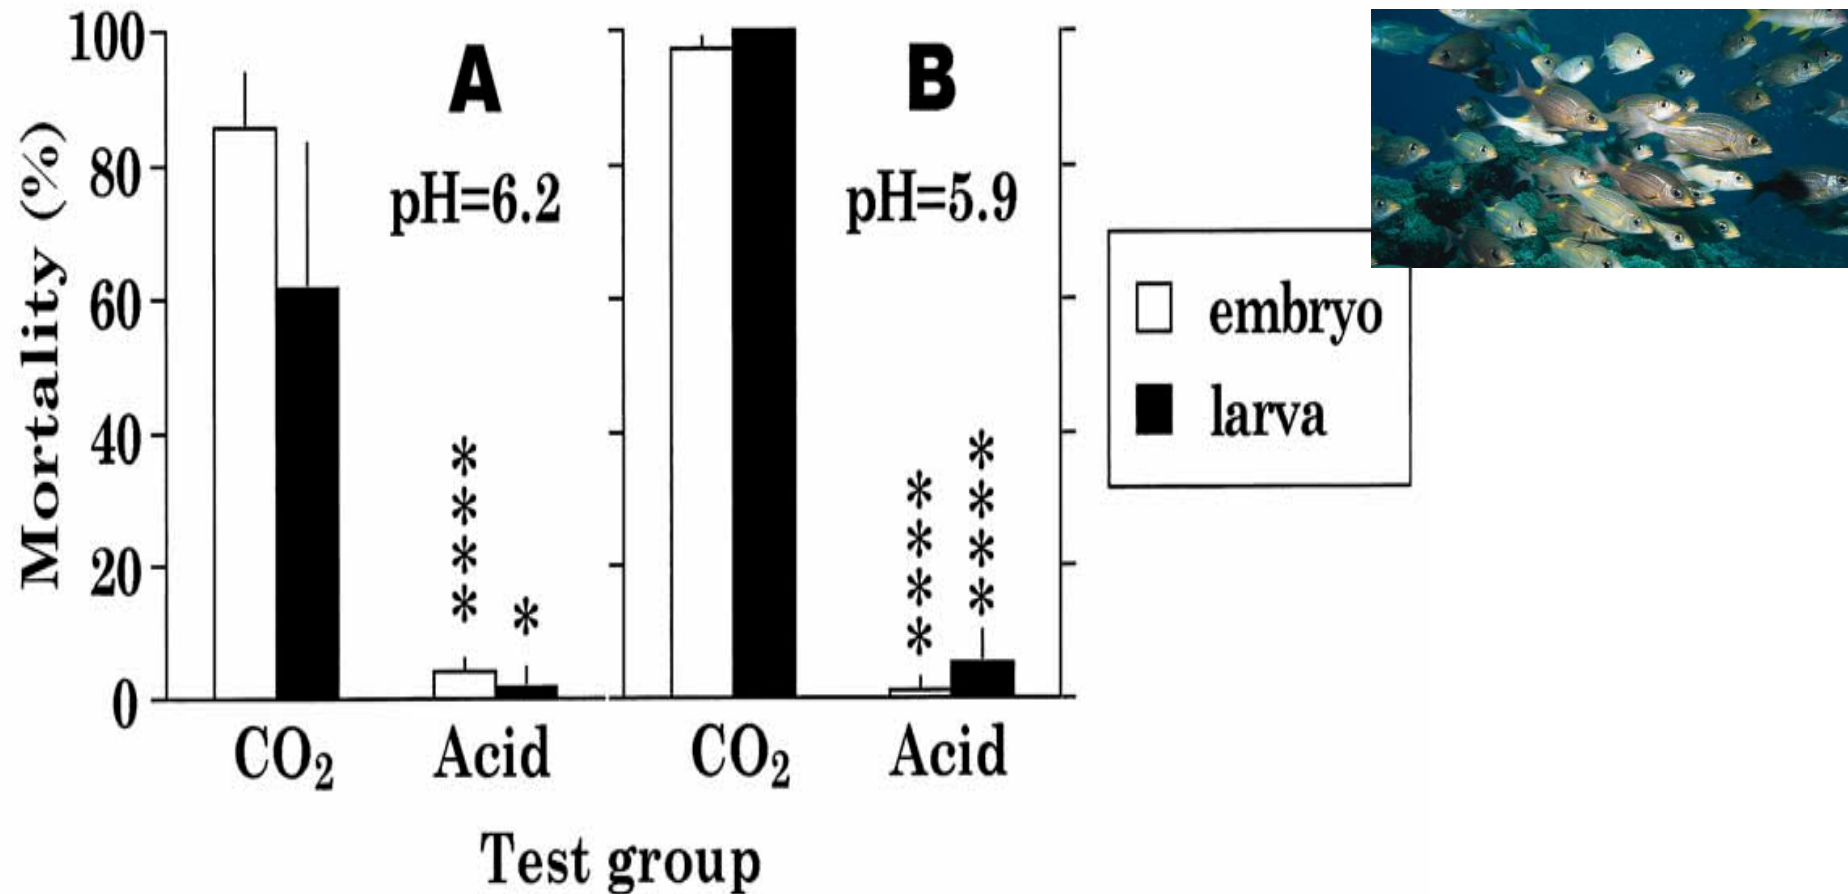 100
80
60
40
20
0
Mortality (%)
A
pH=6.2
****
*
CO₂
Acid
B
pH=5.9
****
****
CO₂
Acid
Test group
embryo
larva